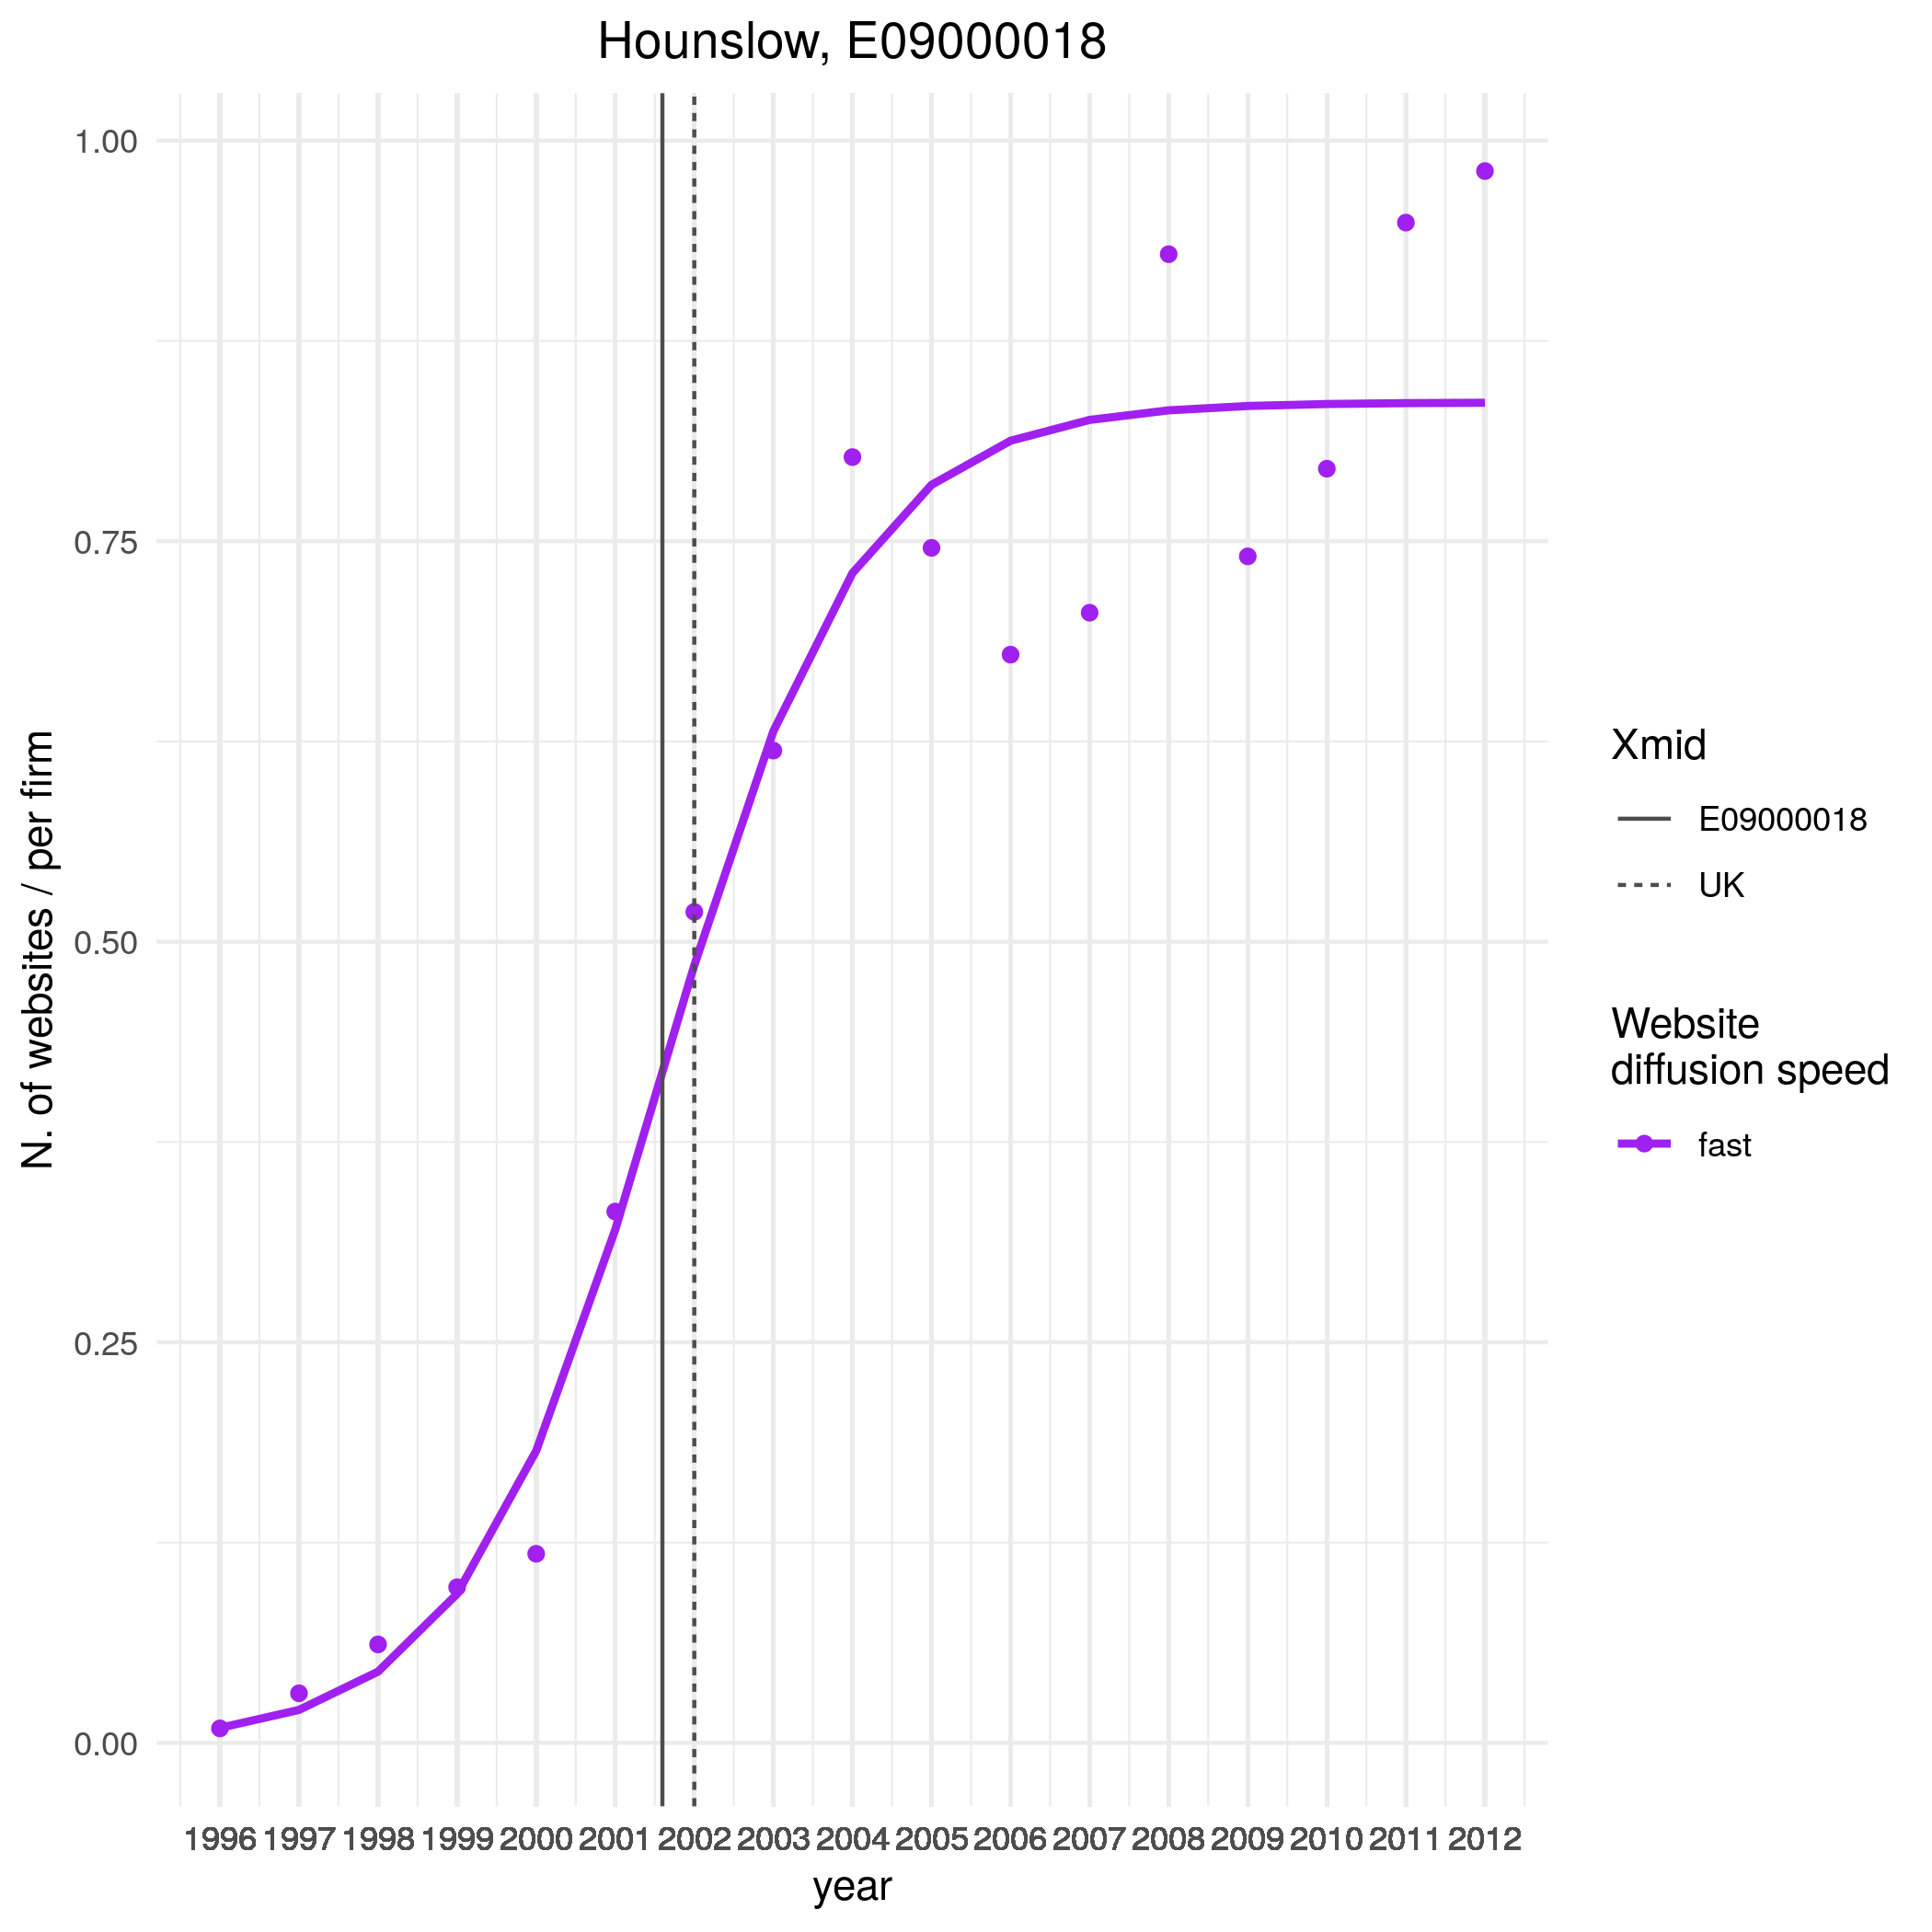 Hounslow, E09000018
1.00
0.75
0.50
0.25
0.00
N. of websites / per firm
1996 1997 1998 1999 2000 2001 2002 2003 2004 2005 2006 2007 2008 2009 2010 2011 2012
year
Xmid
E09000018
UK
Website
diffusion speed
fast